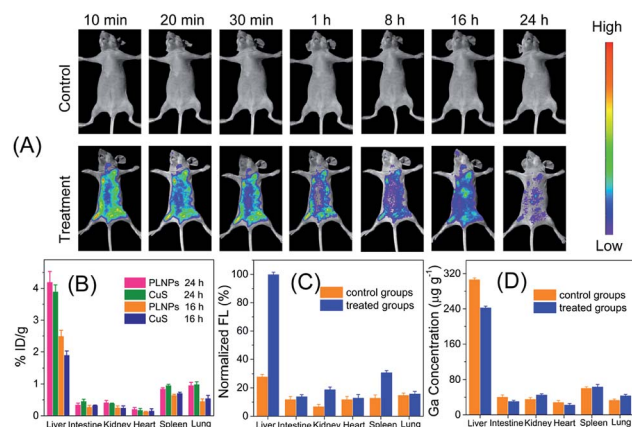 10 min 20 min 30 min 1 h 8 h 16 h 24 h
High
Control
(A)
Treatment
Low
(B)
PLNPs 24 h
CuS 24 h
PLNPs 16 h
CuS 16 h
% ID/g
4
3
2
1
0
Liver Intestine Kidney Heart Spleen Lung
(C)
control groups
treated groups
Normalized FL (%)
100
80
60
40
20
0
Liver Intestine Kidney Heart Spleen Lung
(D)
control groups
treated groups
Ga Concentration (μg g⁻¹)
360
240
120
0
Liver Intestine Kidney Heart Spleen Lung